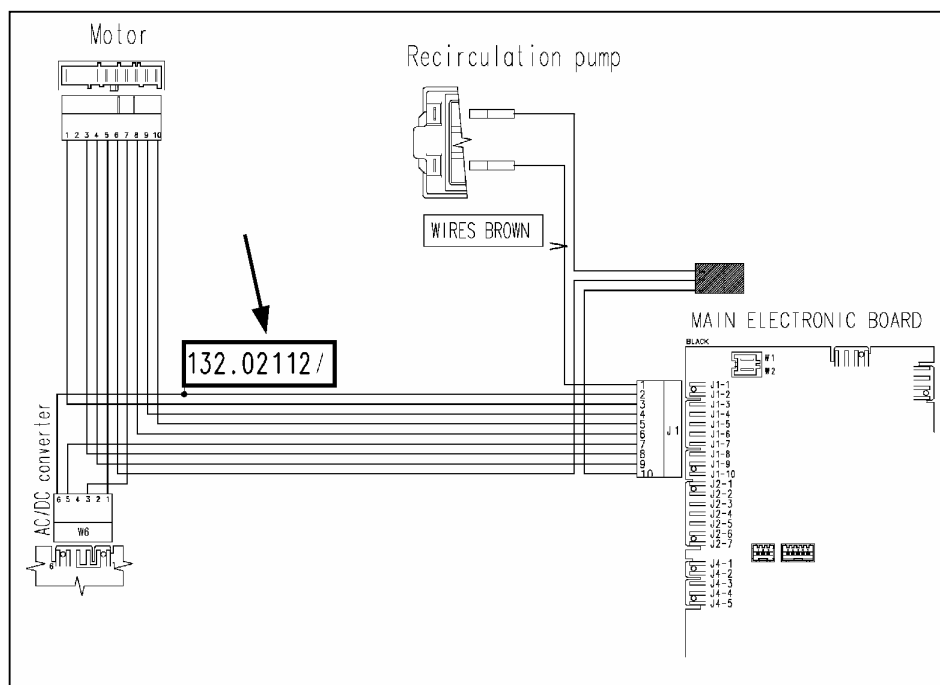 Motor
Recirculation pump
1 2 3 4 5 6 7 8 9 10
WIRES BROWN
MAIN ELECTRONIC BOARD
BLACK
W1
W2
132.02112/
1
2
3
4
5
6
7
8
9
10
J1
J1-1
J1-2
J1-3
J1-4
J1-5
J1-6
J1-7
J1-8
J1-9
J1-10
J2-1
J2-2
J2-3
J2-4
J2-5
J2-6
J2-7
J4-1
J4-2
J4-3
J4-4
J4-5
AC/DC converter
6 5 4 3 2 1
W6
6